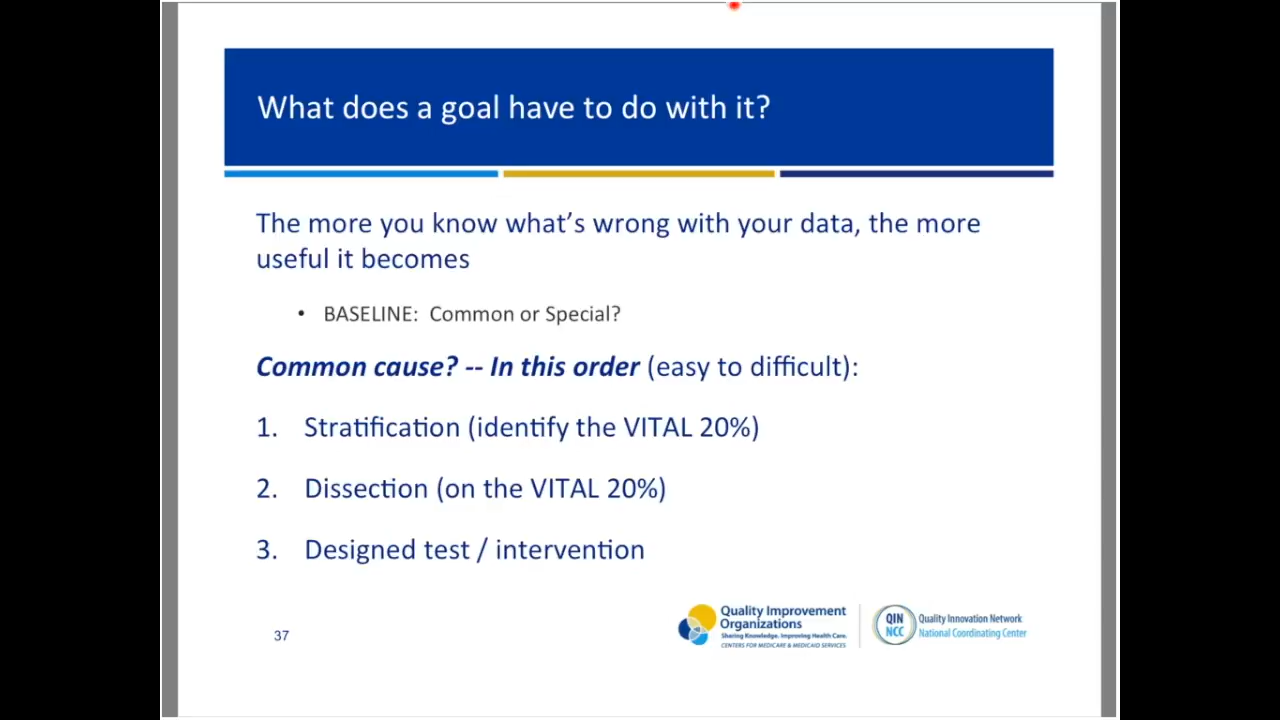 What does a goal have to do with it?
The more you know what's wrong with your data, the more
useful it becomes
• BASELINE: Common or Special?
Common cause? -- In this order (easy to difficult):
1. Stratification (identify the VITAL 20%)
2. Dissection (on the VITAL 20%)
3. Designed test / intervention
37
Quality Improvement
Organizations
Sharing Knowledge. Improving Health Care.
CENTERS FOR MEDICARE & MEDICAID SERVICES
QIN
NCC
Quality Innovation Network
National Coordinating Center